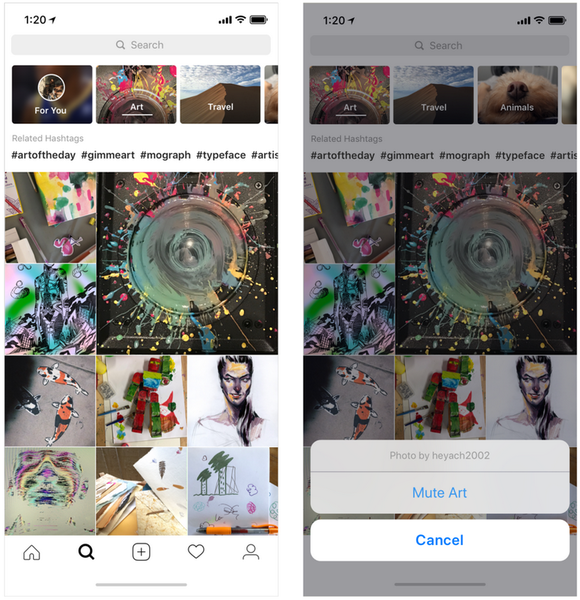 1:20
Search
For You
Art
Travel
Related Hashtags
#artoftheday #gimmeart #mograph #typeface #artis
1:20
Search
Art
Travel
Animals
Related Hashtags
#artoftheday #gimmeart #mograph #typeface #artis
Photo by heyach2002
Mute Art
Cancel